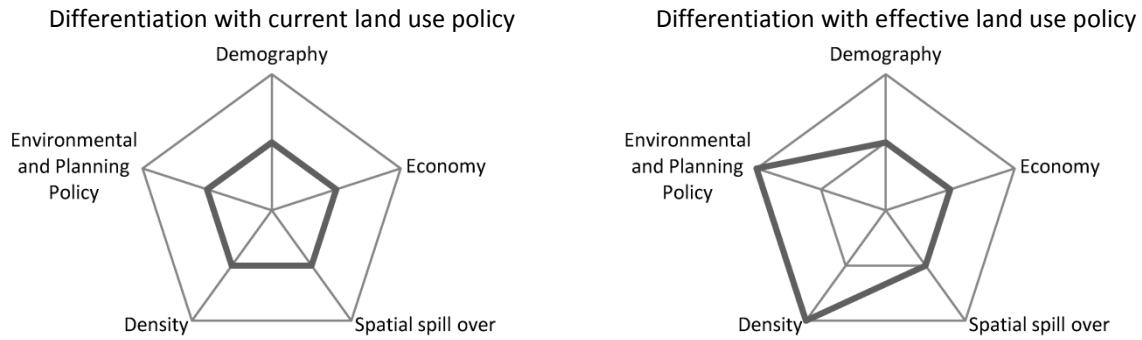 Differentiation with current land use policy
Demography
Environmental
and Planning
Policy
Economy
Density
Spatial spill over
Differentiation with effective land use policy
Demography
Environmental
and Planning
Policy
Economy
Density
Spatial spill over